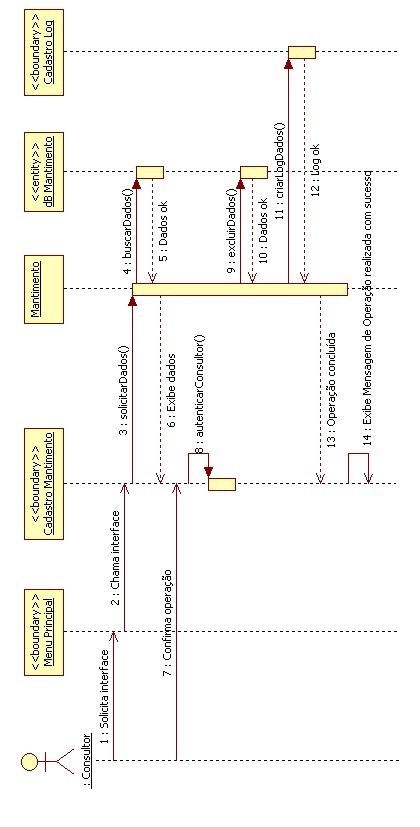 : Consultor
<<boundary>>
Menu Principal
<<boundary>>
Cadastro Mantimento
Mantimento
<<entity>>
dB Mantimento
<<boundary>>
Cadastro Log
1 : Solicita interface
2 : Chama interface
3 : solicitarDados()
4 : buscarDados()
5 : Dados ok
6 : Exibe dados
7 : Confirma operação
8 : autenticarConsultor()
9 : excluirDados()
10 : Dados ok
11 : criarLogDados()
12 : Log ok
13 : Operação concluída
14 : Exibe Mensagem de Operação realizada com sucesso